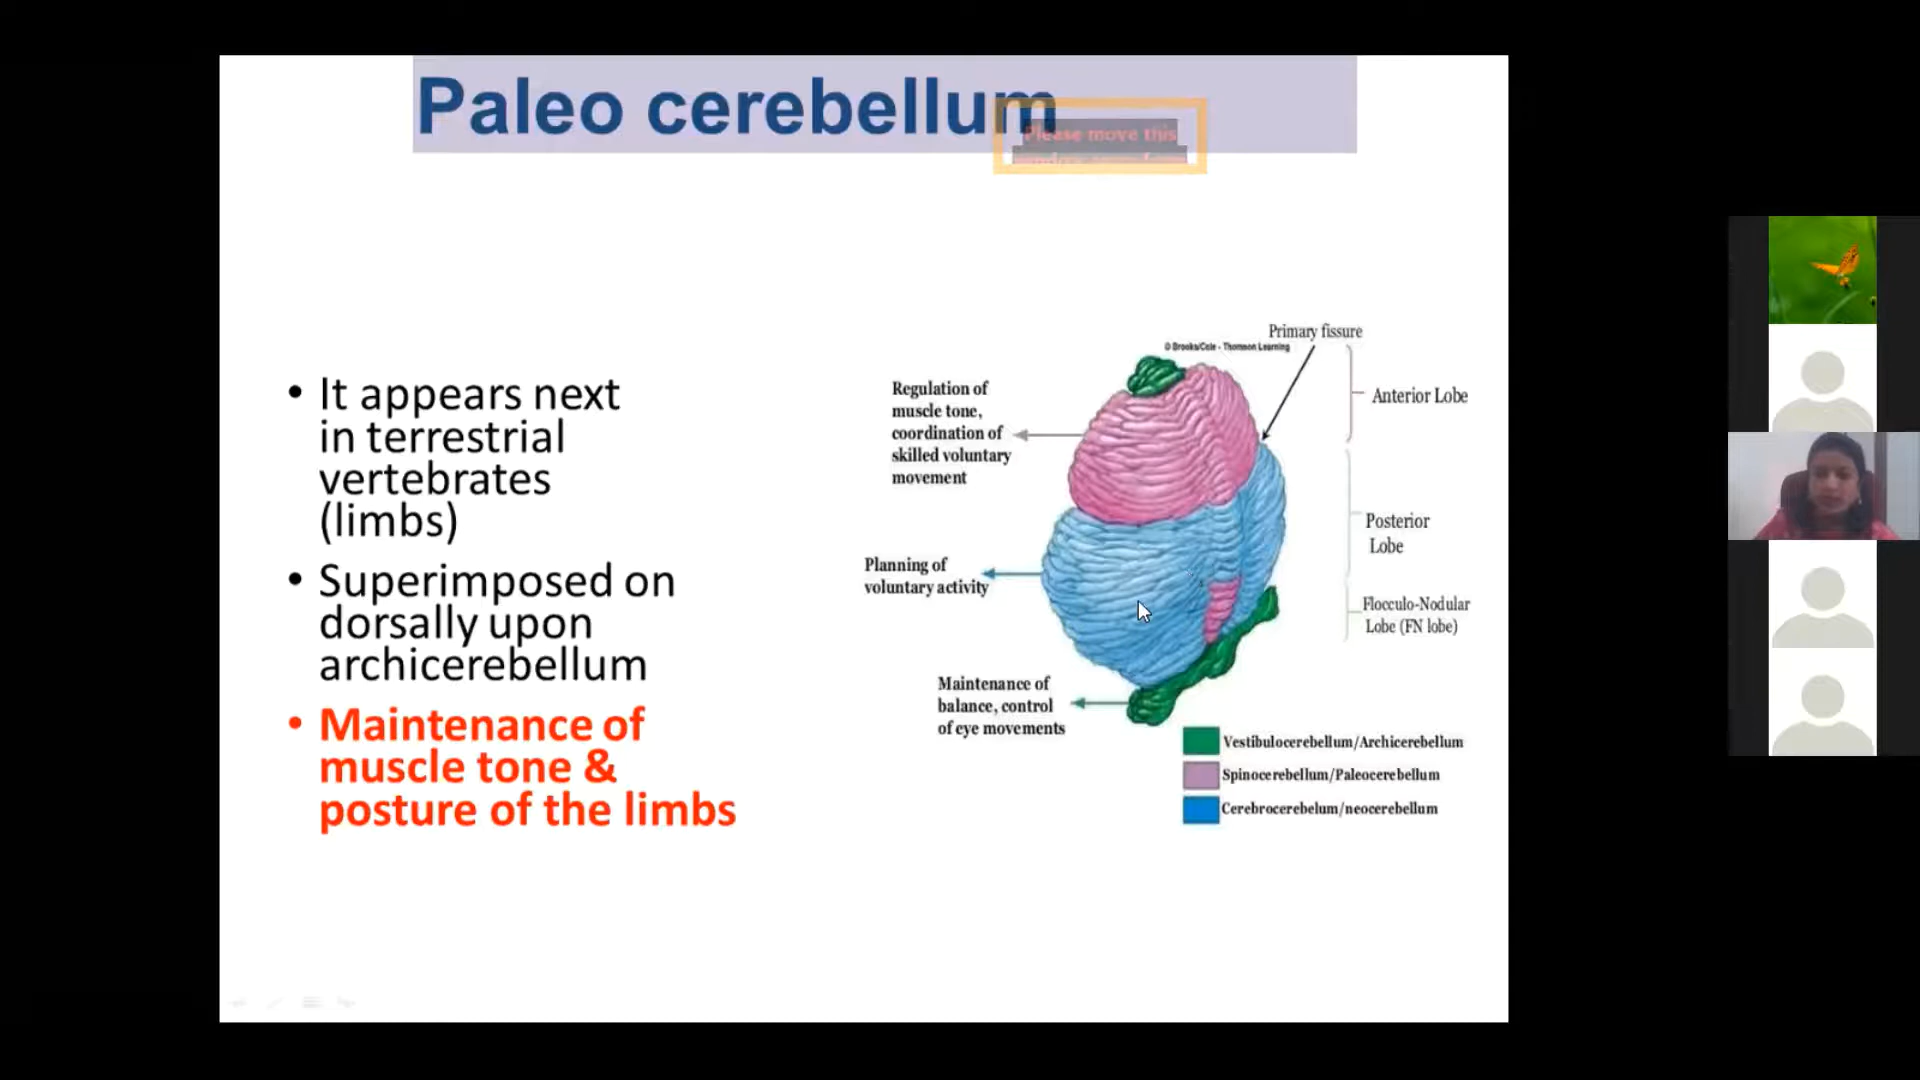 Paleo cerebellum
Please move this
• It appears next
in terrestrial
vertebrates
(limbs)
• Superimposed on
dorsally upon
archicerebellum
• Maintenance of
muscle tone &
posture of the limbs
Primary fissure
© Brooks/Cole - Thomson Learning
Regulation of
muscle tone,
coordination of
skilled voluntary
movement
Anterior Lobe
Posterior
Lobe
Planning of
voluntary activity
Flocculo-Nodular
Lobe (FN lobe)
Maintenance of
balance, control
of eye movements
Vestibulocerebellum/Archicerebellum
Spinocerebellum/Paleocerebellum
Cerebrocerebelum/neocerebellum